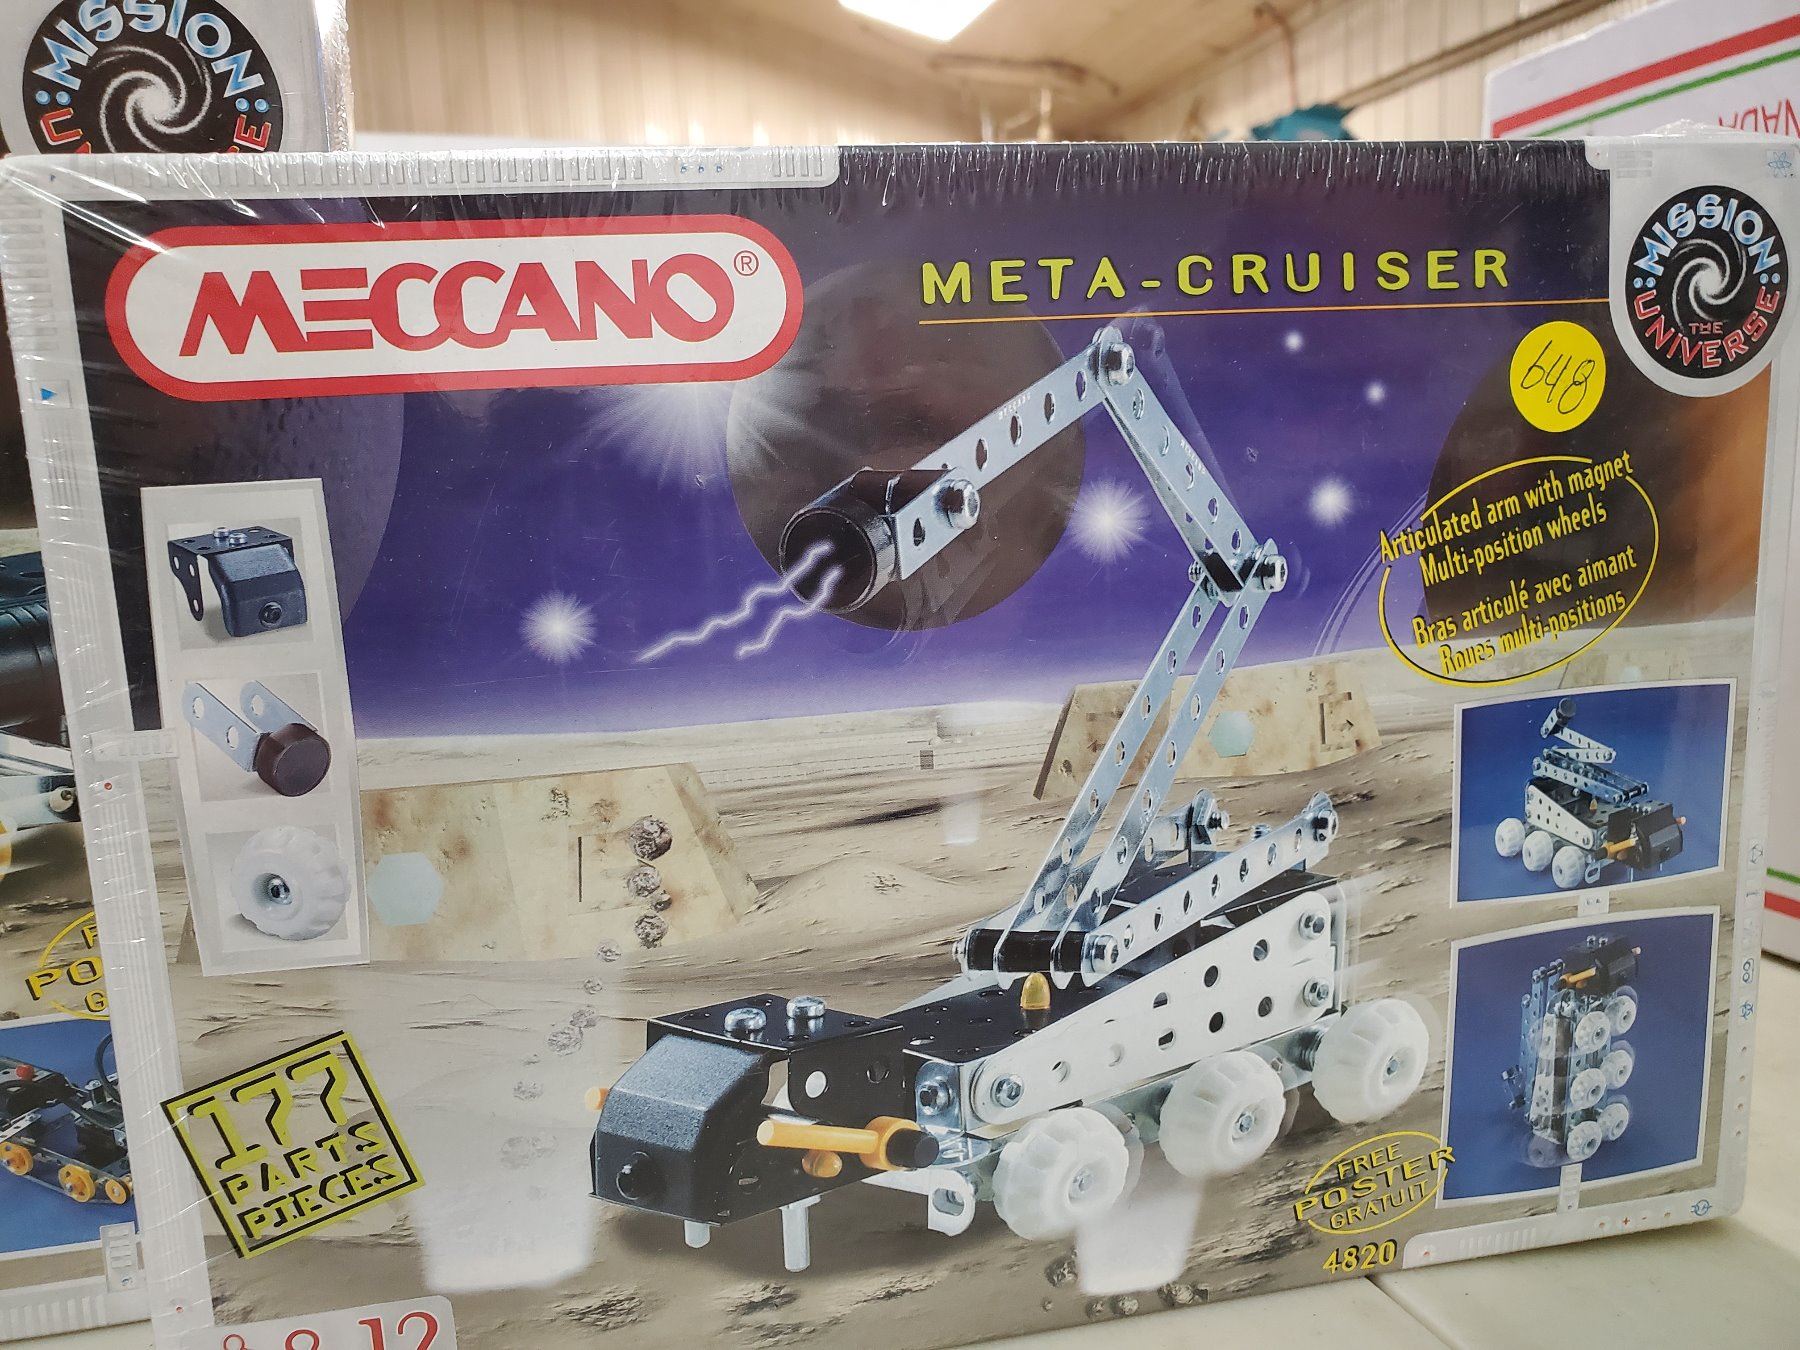 MISSION
MECCANO®
META-CRUISER
MISSION
THE
UNIVERSE
648
Articulated arm with magnet
Multi-position wheels
Bras articulé avec aimant
Roues multi-positions
177
PARTS
PIECES
FREE
POSTER
GRATUIT
4820
8-12